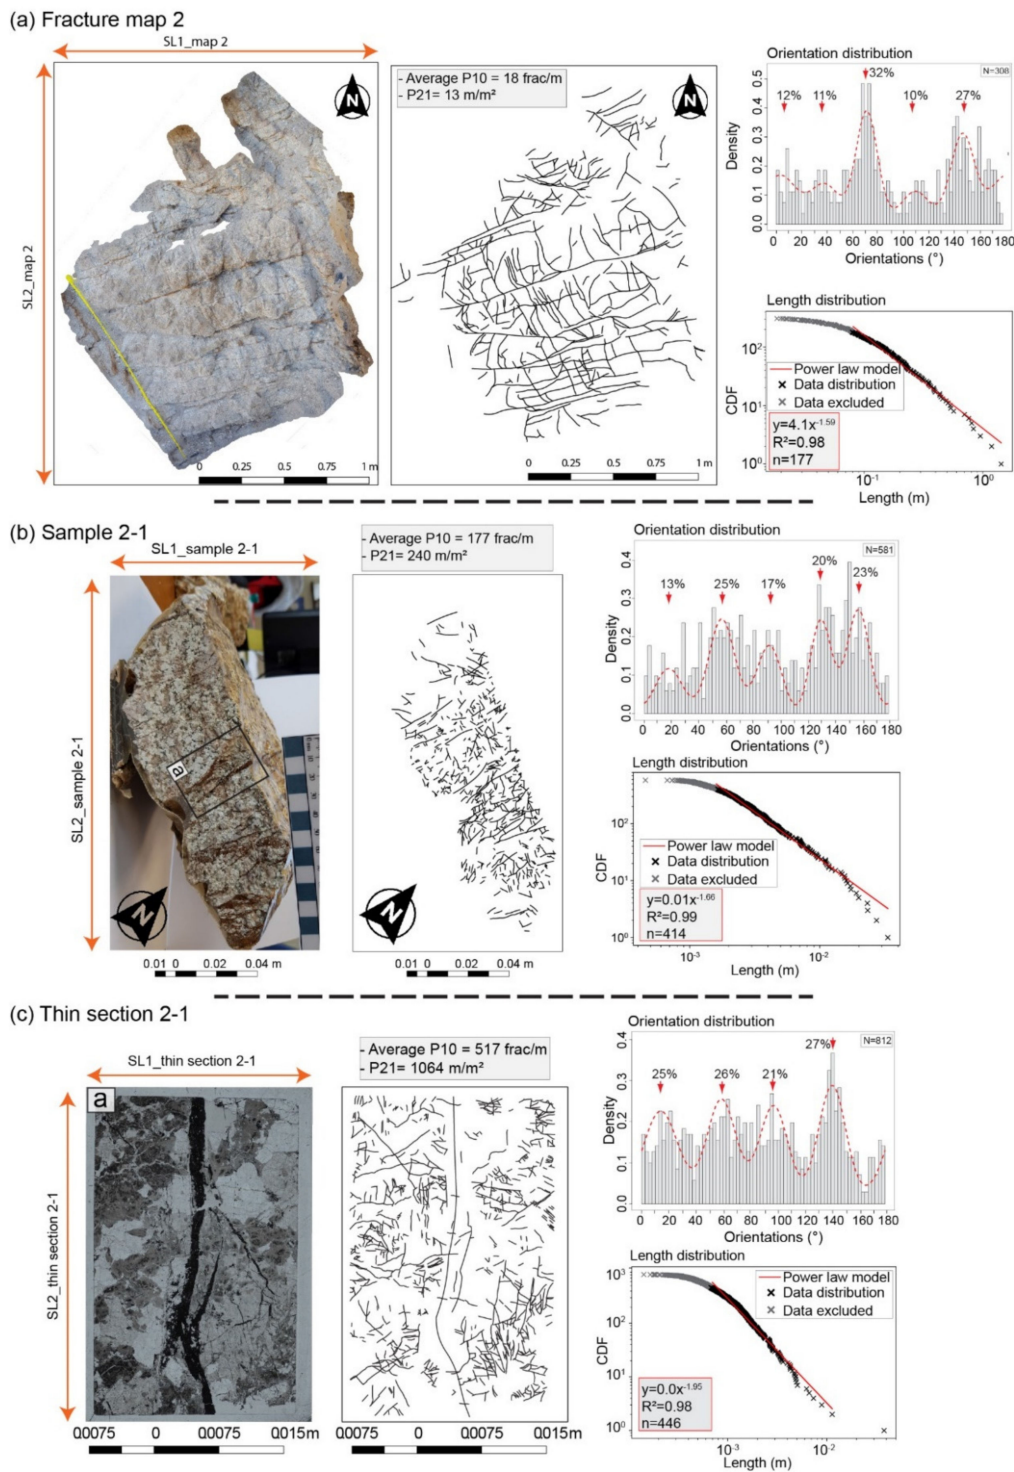 (a) Fracture map 2
SL1_map 2
SL2_map 2
N
0 0.25 0.5 0.75 1 m
- Average P10 = 18 frac/m
- P21= 13 m/m²
N
0 0.25 0.5 0.75 1 m
Orientation distribution
N=308
32%
12% 11% 10% 27%
Density
0.5
0.4
0.3
0.2
0.1
0.0
0 20 40 60 80 100 120 140 160 180
Orientations (°)
Length distribution
CDF
10²
10¹
10⁰
Power law model
Data distribution
Data excluded
y=4.1x⁻¹·⁵⁹
R²=0.98
n=177
10⁻¹ 10⁰
Length (m)
(b) Sample 2-1
SL1_sample 2-1
SL2_sample 2-1
a
N
0.01 0 0.02 0.04 m
- Average P10 = 177 frac/m
- P21= 240 m/m²
N
0.01 0 0.02 0.04 m
Orientation distribution
N=581
13% 25% 17% 20% 23%
Density
0.4
0.3
0.2
0.1
0.0
0 20 40 60 80 100 120 140 160 180
Orientations (°)
Length distribution
CDF
10²
10¹
10⁰
Power law model
Data distribution
Data excluded
y=0.01x⁻¹·⁶⁶
R²=0.99
n=414
10⁻³ 10⁻²
Length (m)
(c) Thin section 2-1
SL1_thin section 2-1
SL2_thin section 2-1
a
00075 0 00075 0015m
- Average P10 = 517 frac/m
- P21= 1064 m/m²
00075 0 00075 0015m
Orientation distribution
N=812
25% 26% 21% 27%
Density
0.4
0.3
0.2
0.1
0.0
0 20 40 60 80 100 120 140 160 180
Orientations (°)
Length distribution
CDF
10³
10²
10¹
10⁰
Power law model
Data distribution
Data excluded
y=0.0x⁻¹·⁹⁵
R²=0.98
n=446
10⁻³ 10⁻²
Length (m)